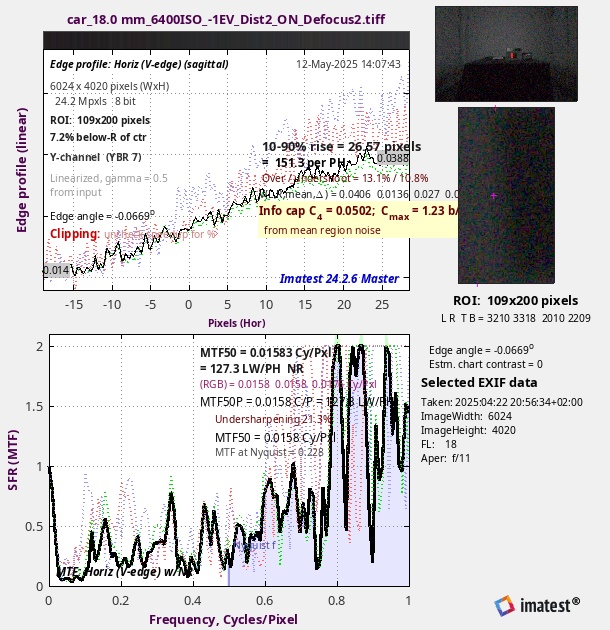 car_18.0 mm_6400ISO_-1EV_Dist2_ON_Defocus2.tiff
Edge profile: Horiz (V-edge) (sagittal)
12-May-2025 14:07:43
6024 x 4020 pixels (WxH)
24.2 Mpxls 8 bit
ROI: 109x200 pixels
7.2% below-R of ctr
Y-channel (YBR 7)
Linearized, gamma = 0.5
from input
Edge angle = -0.0669º
Clipping:
10-90% rise = 26.57 pixels
= 151.3 per PH
0.0388
Over / undershoot = 13.1% / 10.8%
= 0.0406 0.0136 0.027 0.0
Info cap C4 = 0.0502; Cmax = 1.23 b/
from mean region noise
0.014
Imatest 24.2.6 Master
Edge profile (linear)
-15 -10 -5 0 5 10 15 20 25
Pixels (Hor)
MTF50 = 0.01583 Cy/Pxl
= 127.3 LW/PH NR
(RGB) = 0.0158 0.0158 Cy/Pxl
MTF50P = 0.0158 C/P = 127.3 LW/PH
Undersharpening 21.3%
MTF50 = 0.0158 Cy/Pxl
MTF at Nyquist = 0.228
Nyquist f
MTF: Horiz (V-edge) w/NR
SFR (MTF)
2
1.5
1
0.5
0
0 0.2 0.4 0.6 0.8 1
Frequency, Cycles/Pixel
ROI: 109x200 pixels
L R T B = 3210 3318 2010 2209
Edge angle = -0.0669º
Estm. chart contrast = 0
Selected EXIF data
Taken: 2025:04:22 20:56:34+02:00
ImageWidth: 6024
ImageHeight: 4020
FL: 18
Aper: f/11
imatest®